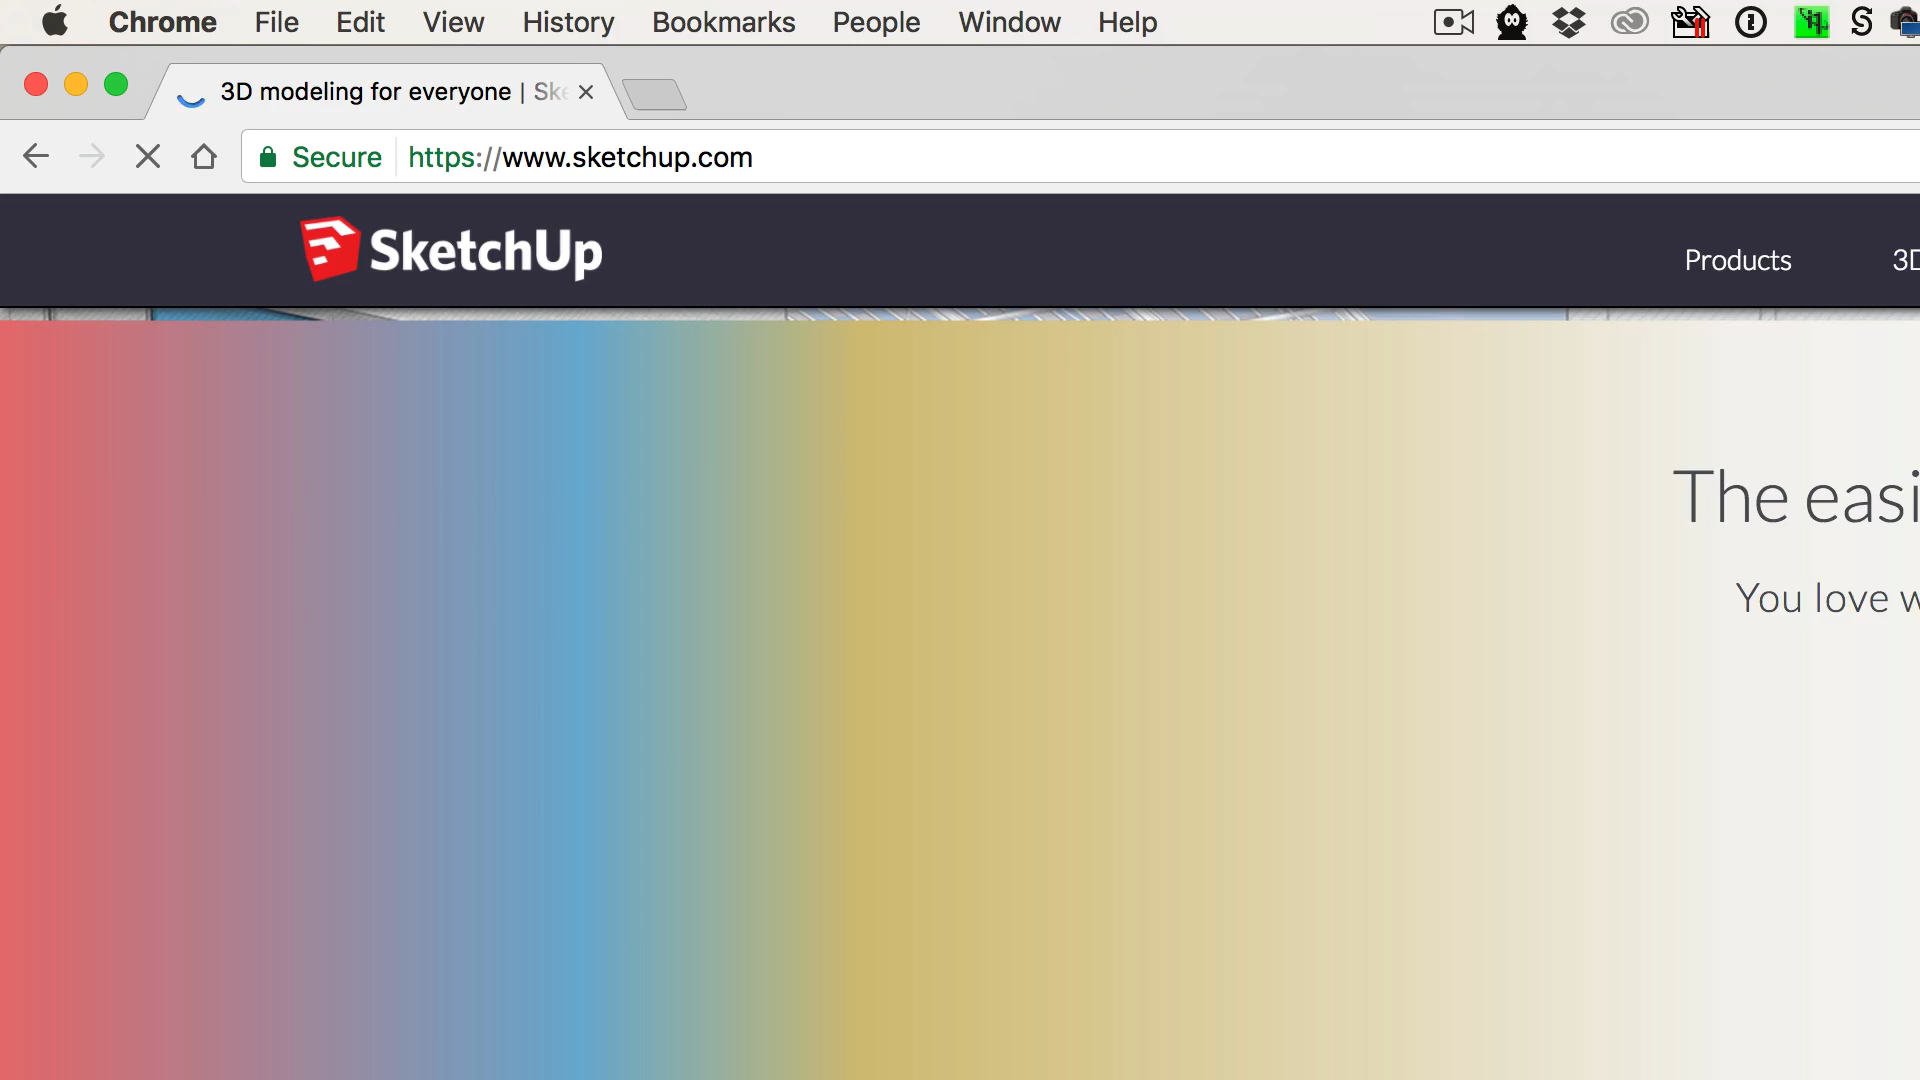 Chrome File Edit View History Bookmarks People Window Help
3D modeling for everyone | Ske
Secure https://www.sketchup.com
SketchUp
Products 3D
The easi
You love w